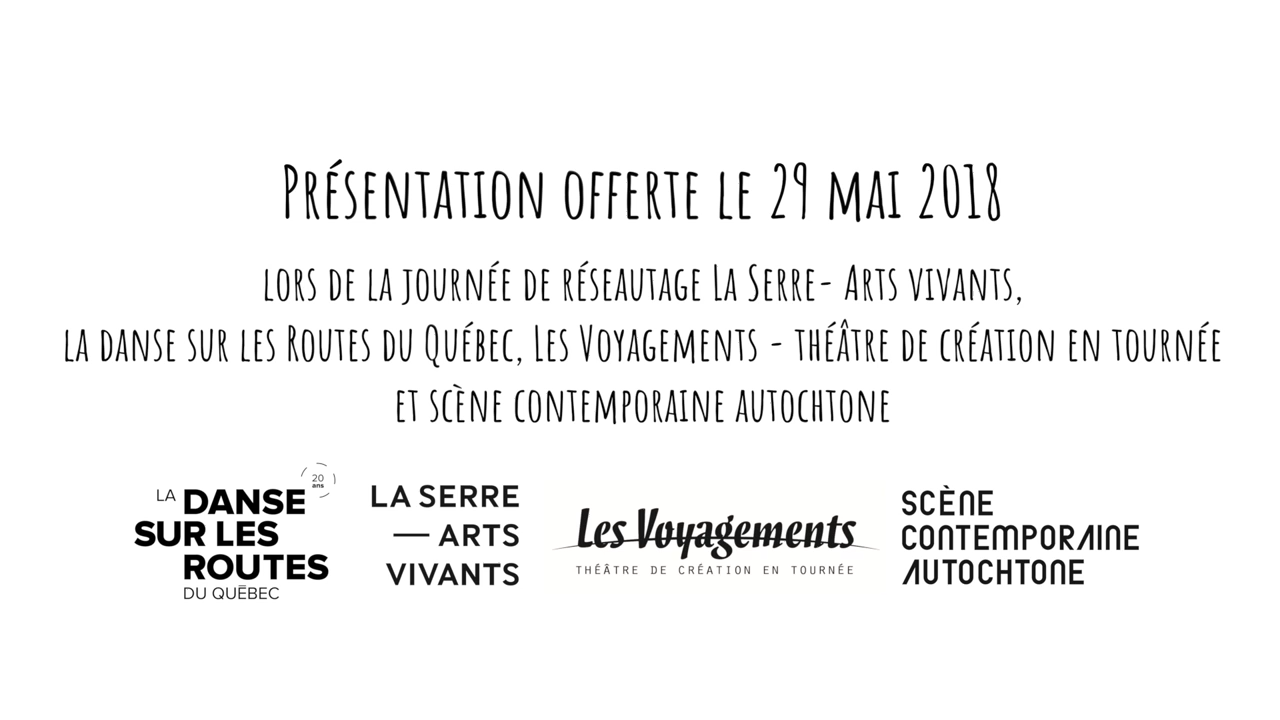 Présentation offerte le 29 mai 2018
lors de la journée de réseautage La Serre- Arts vivants,
la danse sur les Routes du Québec, Les Voyagements - théâtre de création en tournée
et scène contemporaine autochtone
20
ans
LA DANSE
SUR LES
ROUTES
DU QUÉBEC
LA SERRE
— ARTS
VIVANTS
Les Voyagements
THÉÂTRE DE CRÉATION EN TOURNÉE
SCÈNE
CONTEMPORAINE
AUTOCHTONE